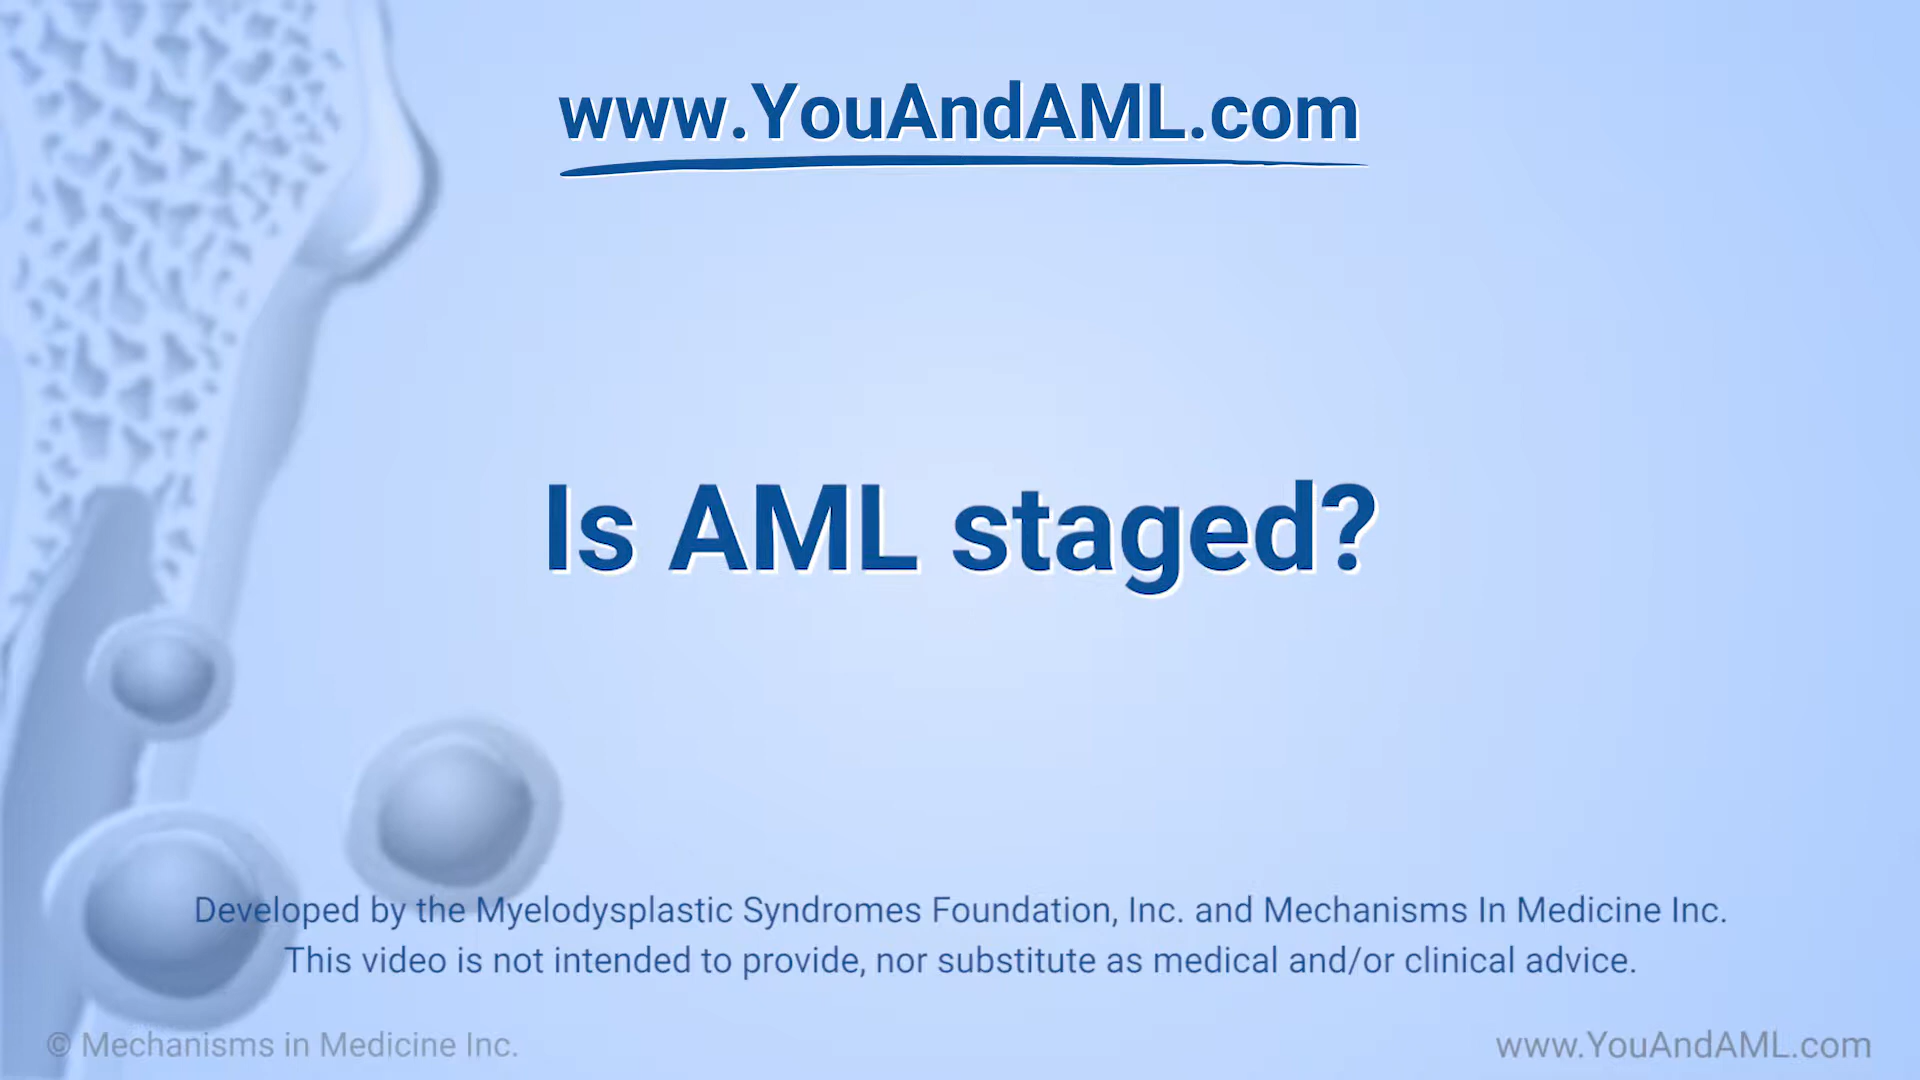 www.YouAndAML.com
Is AML staged?
Developed by the Myelodysplastic Syndromes Foundation, Inc. and Mechanisms In Medicine Inc.
This video is not intended to provide, nor substitute as medical and/or clinical advice.
© Mechanisms in Medicine Inc.
www.YouAndAML.com